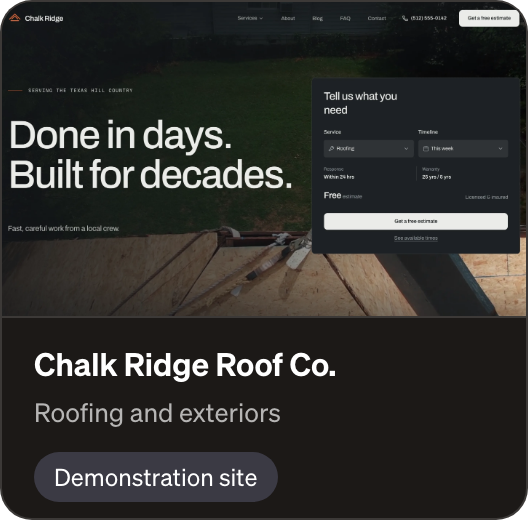 Chalk Ridge
Services
About
Blog
FAQ
Contact
(512) 555-0142
Get a free estimate
SERVING THE TEXAS HILL COUNTRY
Done in days.
Built for decades.
Fast, careful work from a local crew.
Tell us what you
need
Service
Timeline
Roofing
This week
Response
Warranty
Within 24 hrs
25 yrs / 6 yrs
Free estimate
Licensed & insured
Get a free estimate
See available times
Chalk Ridge Roof Co.
Roofing and exteriors
Demonstration site